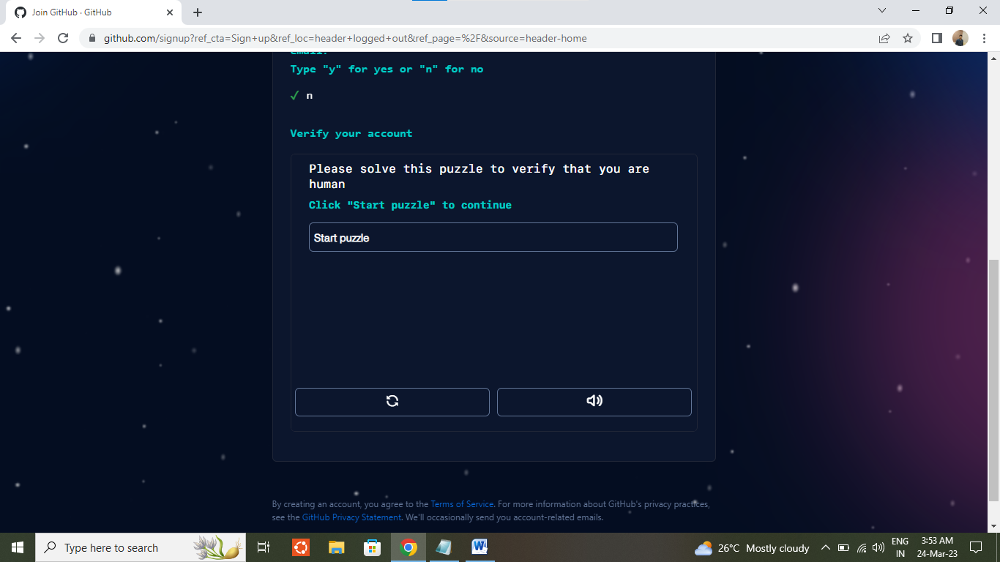 Join GitHub · GitHub
github.com/signup?ref_cta=Sign+up&ref_loc=header+logged+out&ref_page=%2F&source=header-home
email?
Type "y" for yes or "n" for no
✓ n
Verify your account
Please solve this puzzle to verify that you are
human
Click "Start puzzle" to continue
Start puzzle
By creating an account, you agree to the Terms of Service. For more information about GitHub's privacy practices,
see the GitHub Privacy Statement. We'll occasionally send you account-related emails.
Type here to search
26°C Mostly cloudy
ENG
IN
3:53 AM
24-Mar-23